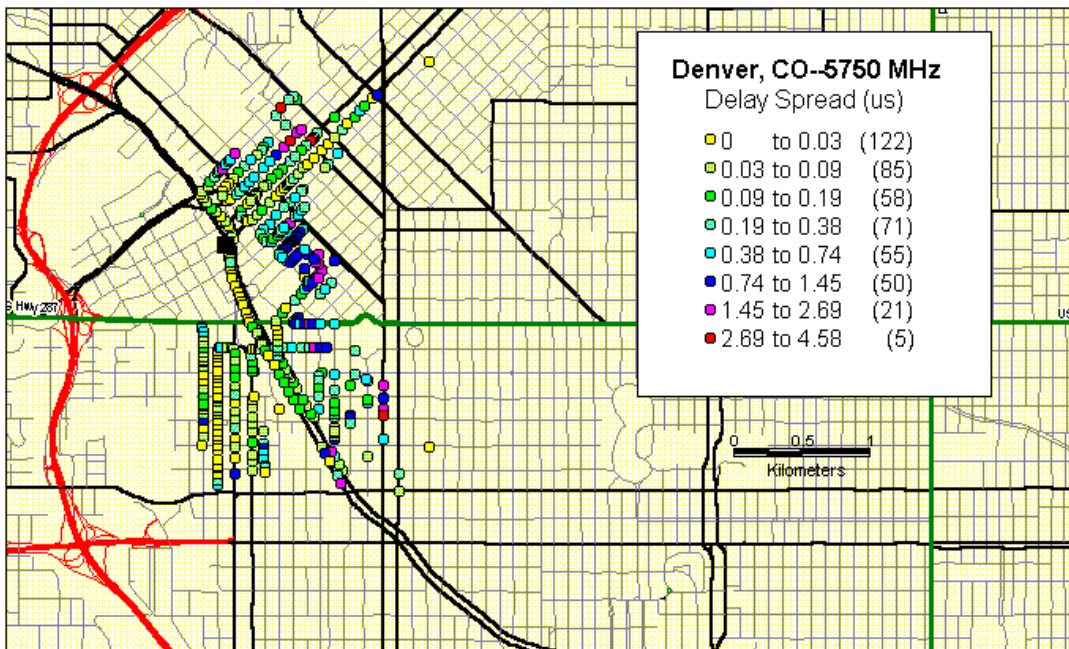 Denver, CO--5750 MHz
Delay Spread (us)
0 to 0.03 (122)
0.03 to 0.09 (85)
0.09 to 0.19 (58)
0.19 to 0.38 (71)
0.38 to 0.74 (55)
0.74 to 1.45 (50)
1.45 to 2.69 (21)
2.69 to 4.58 (5)
S Hwy 287
US
0 0.5 1
Kilometers